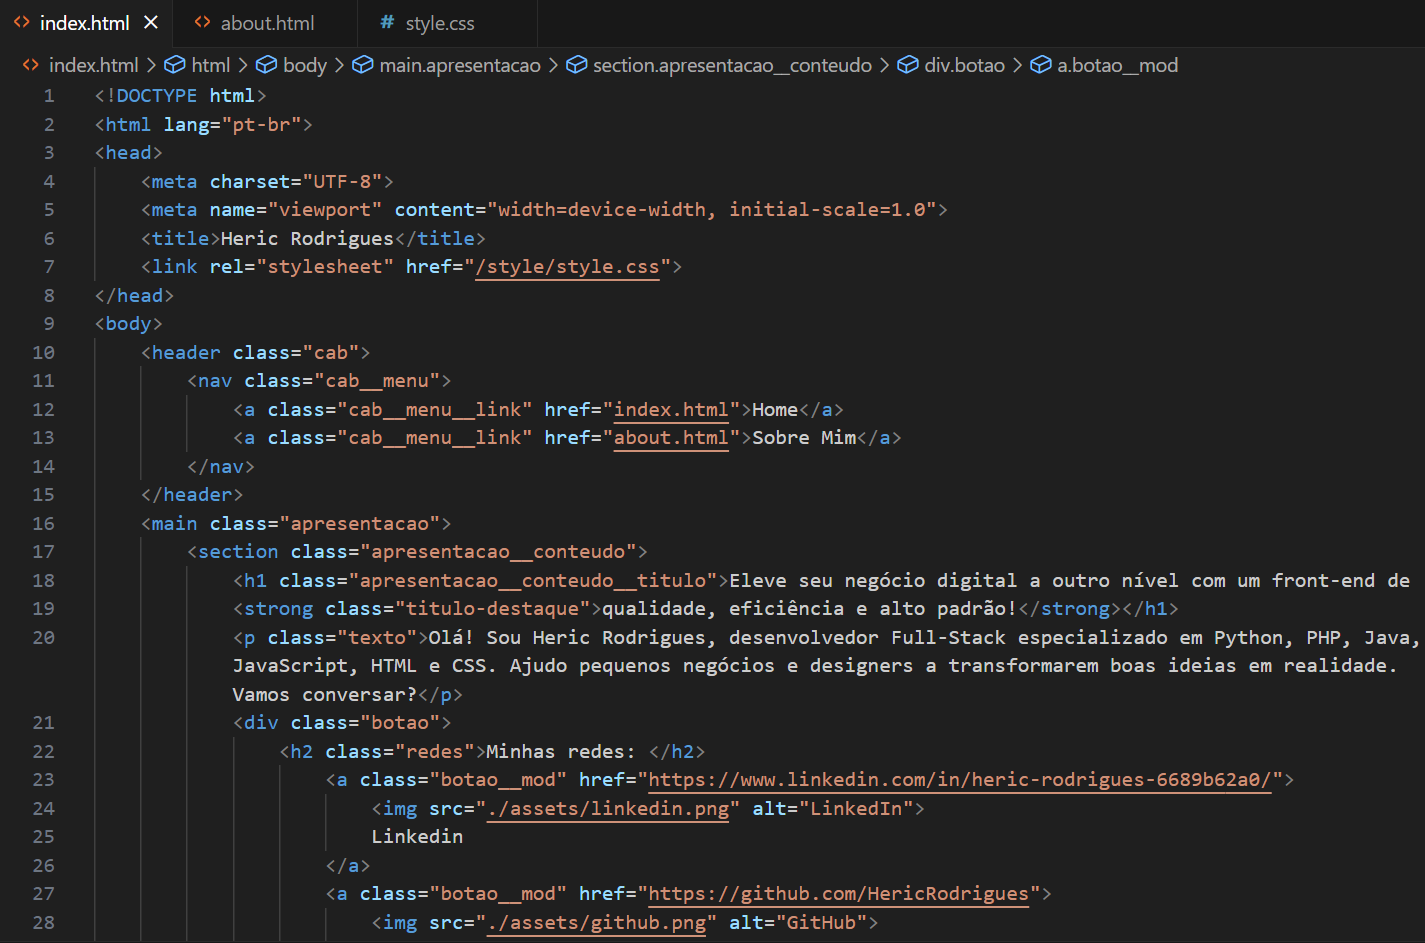 index.html
about.html
# style.css
index.html > html > body > main.apresentacao > section.apresentacao__conteudo > div.botao > a.botao__mod
1 <!DOCTYPE html>
2 <html lang="pt-br">
3 <head>
4 <meta charset="UTF-8">
5 <meta name="viewport" content="width=device-width, initial-scale=1.0">
6 <title>Heric Rodrigues</title>
7 <link rel="stylesheet" href="/style/style.css">
8 </head>
9 <body>
10 <header class="cab">
11 <nav class="cab__menu">
12 <a class="cab__menu__link" href="index.html">Home</a>
13 <a class="cab__menu__link" href="about.html">Sobre Mim</a>
14 </nav>
15 </header>
16 <main class="apresentacao">
17 <section class="apresentacao__conteudo">
18 <h1 class="apresentacao__conteudo__titulo">Eleve seu negócio digital a outro nível com um front-end de
19 <strong class="titulo-destaque">qualidade, eficiência e alto padrão!</strong></h1>
20 <p class="texto">Olá! Sou Heric Rodrigues, desenvolvedor Full-Stack especializado em Python, PHP, Java,
JavaScript, HTML e CSS. Ajudo pequenos negócios e designers a transformarem boas ideias em realidade.
Vamos conversar?</p>
21 <div class="botao">
22 <h2 class="redes">Minhas redes: </h2>
23 <a class="botao__mod" href="https://www.linkedin.com/in/heric-rodrigues-6689b62a0/">
24 <img src="./assets/linkedin.png" alt="LinkedIn">
25 Linkedin
26 </a>
27 <a class="botao__mod" href="https://github.com/HericRodrigues">
28 <img src="./assets/github.png" alt="GitHub">